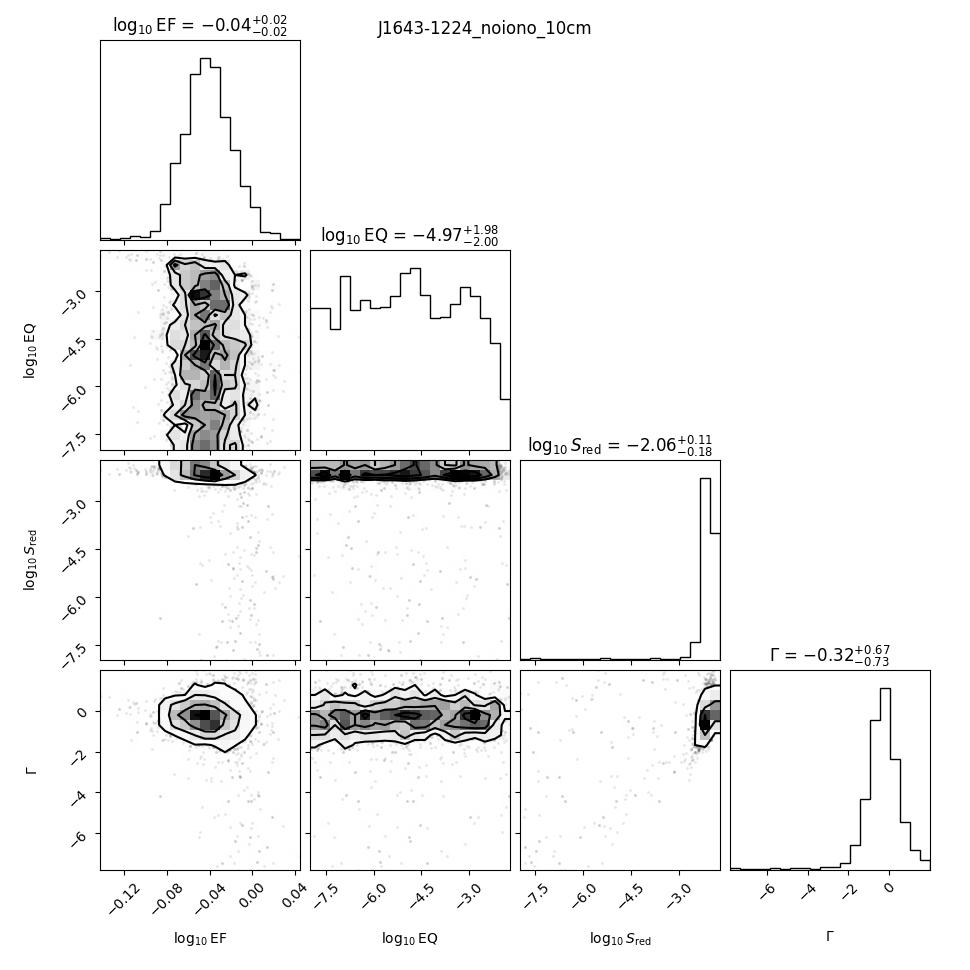 J1643-1224_noiono_10cm
log₁₀ EF = −0.04⁺⁰·⁰²₋₀.₀₂
log₁₀ EQ = −4.97⁺¹·⁹⁸₋₂.₀₀
−3.0
−4.5
−6.0
−7.5
log₁₀ EQ
log₁₀ S_red = −2.06⁺⁰·¹¹₋₀.₁₈
−3.0
−4.5
−6.0
−7.5
log₁₀ S_red
Γ = −0.32⁺⁰·⁶⁷₋₀.₇₃
0
−2
−4
−6
Γ
−0.12 −0.08 −0.04 0.00 0.04
−7.5 −6.0 −4.5 −3.0
−7.5 −6.0 −4.5 −3.0
−6 −4 −2 0
log₁₀ EF
log₁₀ EQ
log₁₀ S_red
Γ